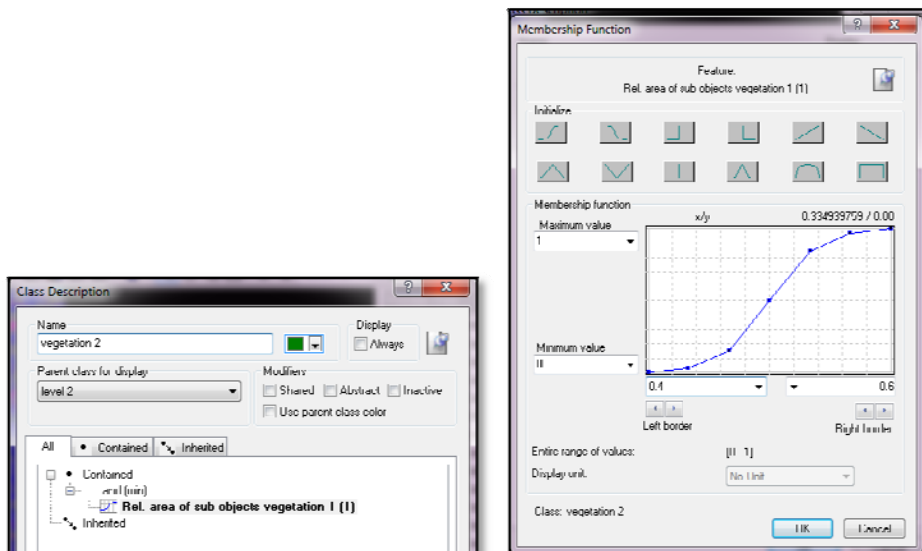 Class Description
Name
vegetation 2
Display
Always
Parent class for display
level 2
Modifiers
Shared Abstract Inactive
Use parent class color
All Contained Inherited
Contained
and (min)
Rel. area of sub objects vegetation 1 (1)
Inherited
Membership Function
Feature:
Rel. area of sub objects vegetation 1 (1)
Initialize
Membership function
Maximum value
1
x/y
0.334939759 / 0.00
Minimum value
0.4
0.6
Left border
Right border
Entire range of values:
Display unit:
No Unit
Class: vegetation 2
OK
Cancel